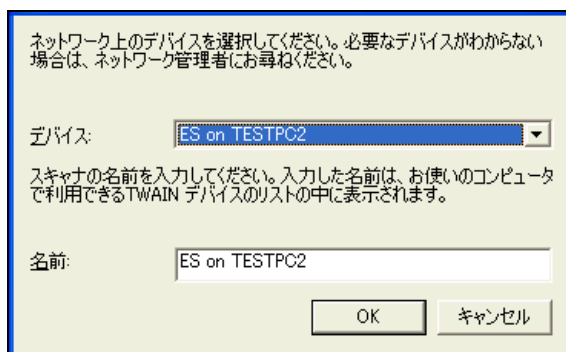 ネットワーク上のデバイスを選択してください。必要なデバイスがわからない
場合は、ネットワーク管理者にお尋ねください。
デバイス: ES on TESTPC2
スキャナの名前を入力してください。入力した名前は、お使いのコンピュータ
で利用できるTWAIN デバイスのリストの中に表示されます。
名前: ES on TESTPC2
OK キャンセル